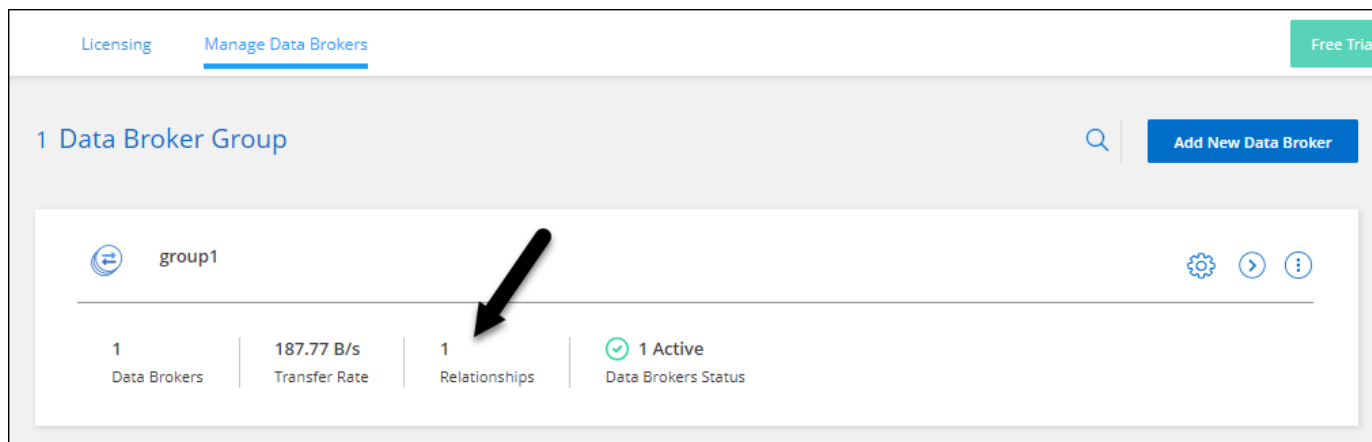 Licensing Manage Data Brokers Free Tria
1 Data Broker Group Add New Data Broker
group1
1 187.77 B/s 1 1 Active
Data Brokers Transfer Rate Relationships Data Brokers Status